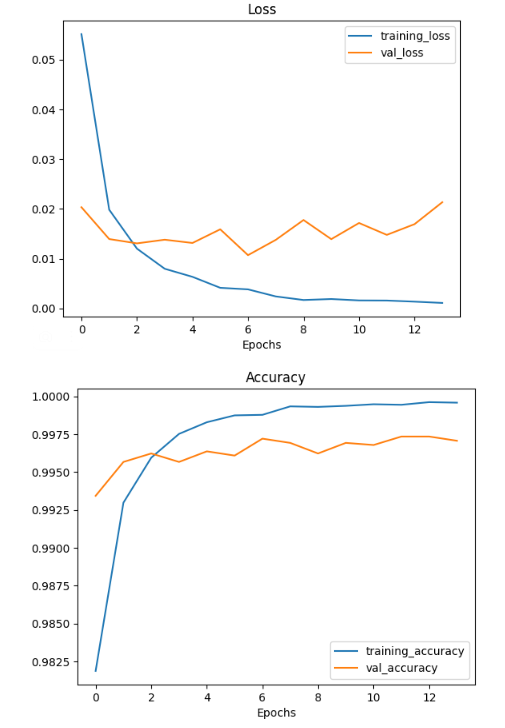 Loss
training_loss
val_loss
0.05
0.04
0.03
0.02
0.01
0.00
0 2 4 6 8 10 12
Epochs
Accuracy
1.0000
0.9975
0.9950
0.9925
0.9900
0.9875
0.9850
0.9825
training_accuracy
val_accuracy
0 2 4 6 8 10 12
Epochs